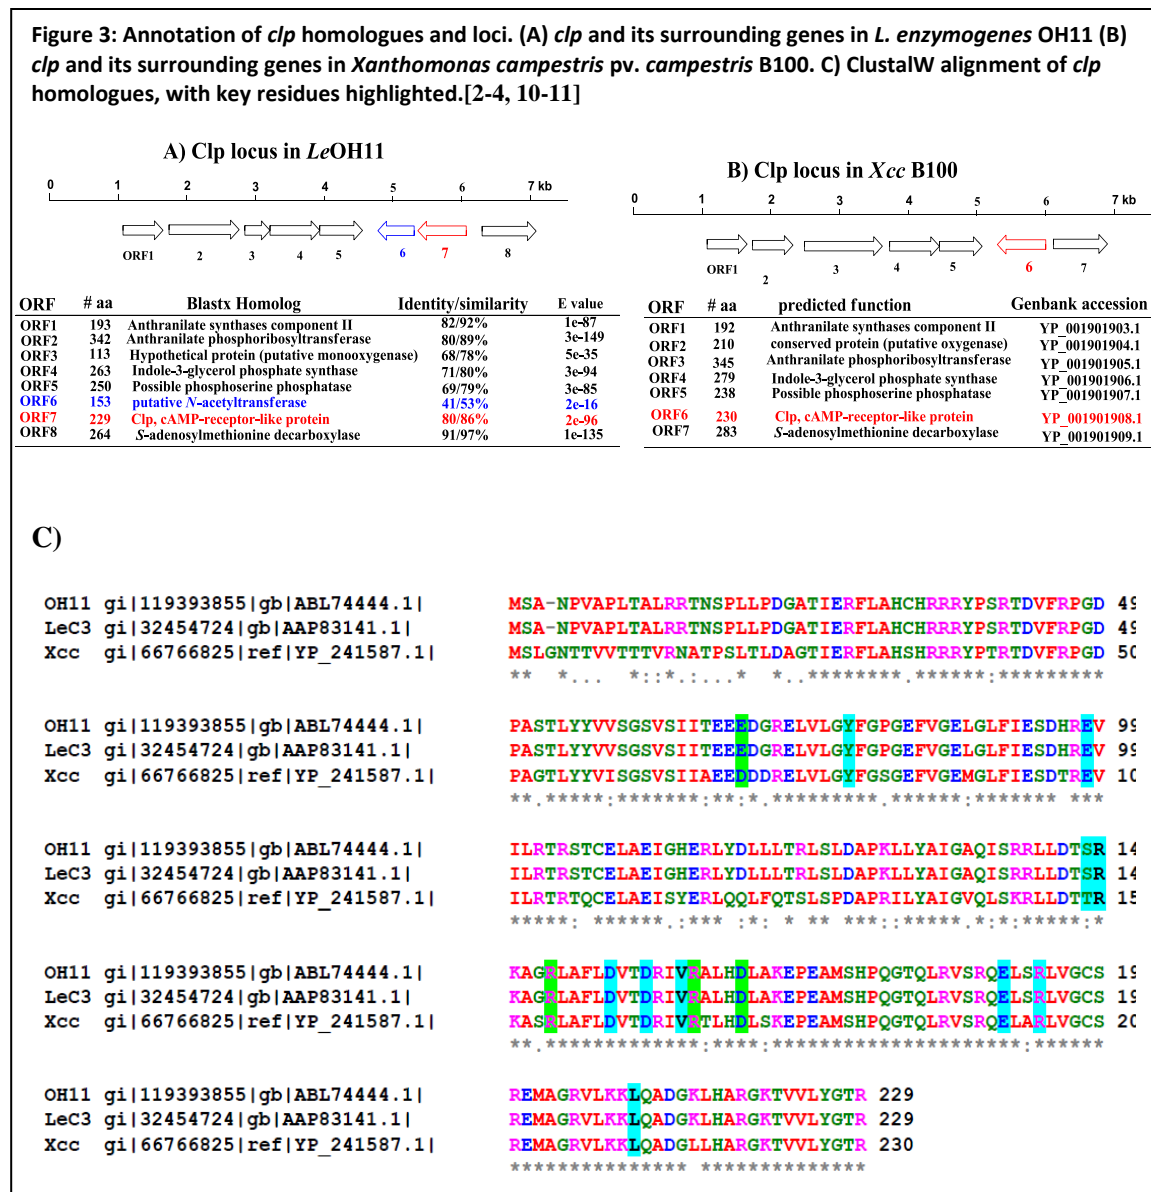 Figure 3: Annotation of clp homologues and loci. (A) clp and its surrounding genes in L. enzymogenes OH11 (B)
clp and its surrounding genes in Xanthomonas campestris pv. campestris B100. C) ClustalW alignment of clp
homologues, with key residues highlighted.[2-4, 10-11]
A) Clp locus in LeOH11
0 1 2 3 4 5 6 7 kb
ORF1 2 3 4 5 6 7 8
ORF # aa Blastx Homolog Identity/similarity E value
ORF1 193 Anthranilate synthases component II 82/92% 1e-87
ORF2 342 Anthranilate phosphoribosyltransferase 80/89% 3e-149
ORF3 113 Hypothetical protein (putative monooxygenase) 68/78% 5e-35
ORF4 263 Indole-3-glycerol phosphate synthase 71/80% 3e-94
ORF5 250 Possible phosphoserine phosphatase 69/79% 3e-85
ORF6 153 putative N-acetyltransferase 41/53% 2e-16
ORF7 229 Clp, cAMP-receptor-like protein 80/86% 2e-96
ORF8 264 S-adenosylmethionine decarboxylase 91/97% 1e-135
B) Clp locus in Xcc B100
0 1 2 3 4 5 6 7 kb
ORF1 2 3 4 5 6 7
ORF # aa predicted function Genbank accession
ORF1 192 Anthranilate synthases component II YP_001901903.1
ORF2 210 conserved protein (putative oxygenase) YP_001901904.1
ORF3 345 Anthranilate phosphoribosyltransferase YP_001901905.1
ORF4 279 Indole-3-glycerol phosphate synthase YP_001901906.1
ORF5 238 Possible phosphoserine phosphatase YP_001901907.1
ORF6 230 Clp, cAMP-receptor-like protein YP_001901908.1
ORF7 283 S-adenosylmethionine decarboxylase YP_001901909.1
C)
OH11 gi|119393855|gb|ABL74444.1| MSA-NPVAPLTALRRTNSPLLPDGATIERFLAHCHRRRYPSRTDVFRPGD 49
LeC3 gi|32454724|gb|AAP83141.1| MSA-NPVAPLTALRRTNSPLLPDGATIERFLAHCHRRRYPSRTDVFRPGD 49
Xcc gi|66766825|ref|YP_241587.1| MSLGNTTVVTTTVRNATPSLTLDAGTIERFLAHSHRRRYPTRTDVFRPGD 50
** *... *::*.:...* *..********.******:*********
OH11 gi|119393855|gb|ABL74444.1| PASTLYYVVSGSVSIITEEEDGRELVLGYFGPGEFVGELGLFIESDHREV 99
LeC3 gi|32454724|gb|AAP83141.1| PASTLYYVVSGSVSIITEEEDGRELVLGYFGPGEFVGELGLFIESDHREV 99
Xcc gi|66766825|ref|YP_241587.1| PAGTLYYVISGSVSIIAEEDDDRELVLGYFGSGEFVGEMGLFIESDTREV 10
**.*****:*******:**:*.*********.******:******* ***
OH11 gi|119393855|gb|ABL74444.1| ILRTRSTCELAEIGHERLYDLLLTRLSLDAPKLLYAIGAQISRRLLDTSR 14
LeC3 gi|32454724|gb|AAP83141.1| ILRTRSTCELAEIGHERLYDLLLTRLSLDAPKLLYAIGAQISRRLLDTSR 14
Xcc gi|66766825|ref|YP_241587.1| ILRTRTQCELAEISYERLQQLFQTSLSPDAPRILYAIGVQLSKRLLDTTR 15
*****: ******.:*** :*: * ** ***::*****.*:*:*****:*
OH11 gi|119393855|gb|ABL74444.1| KAGRLAFLDVTDRIVRALHDLAKEPEAMSHPQGTQLRVSRQELSRLVGCS 19
LeC3 gi|32454724|gb|AAP83141.1| KAGRLAFLDVTDRIVRALHDLAKEPEAMSHPQGTQLRVSRQELSRLVGCS 19
Xcc gi|66766825|ref|YP_241587.1| KASRLAFLDVTDRIVRTLHDLSKEPEAMSHPQGTQLRVSRQELARLVGCS 20
**.*************:****:*********************:******
OH11 gi|119393855|gb|ABL74444.1| REMAGRVLKKLQADGKLHARGKTVVLYGTR 229
LeC3 gi|32454724|gb|AAP83141.1| REMAGRVLKKLQADGKLHARGKTVVLYGTR 229
Xcc gi|66766825|ref|YP_241587.1| REMAGRVLKKLQADGLLHARGKTVVLYGTR 230
*************** **************